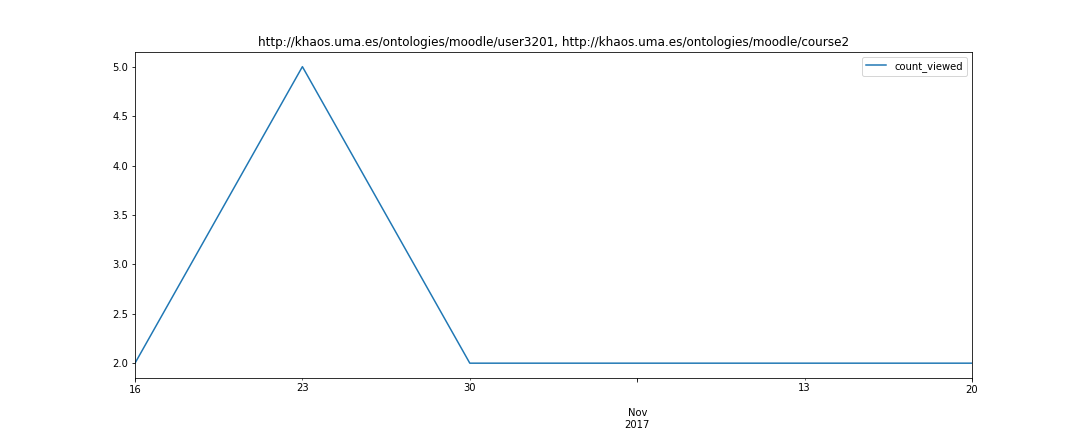 http://khaos.uma.es/ontologies/moodle/user3201, http://khaos.uma.es/ontologies/moodle/course2
count_viewed
5.0
4.5
4.0
3.5
3.0
2.5
2.0
16 23 30 13 20
Nov
2017